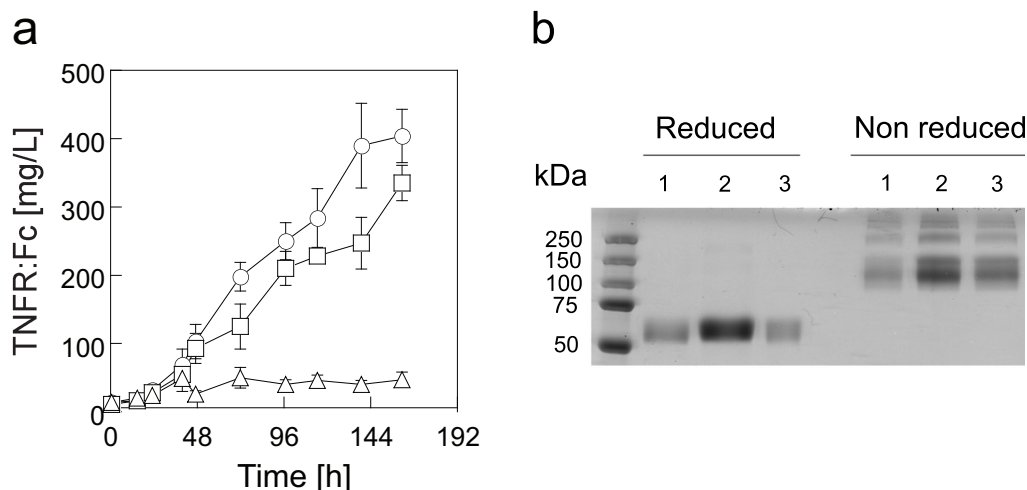 a
500
400
300
200
100
0
TNFR:Fc [mg/L]
0 48 96 144 192
Time [h]
b
Reduced Non reduced
kDa 1 2 3 1 2 3
250
150
100
75
50